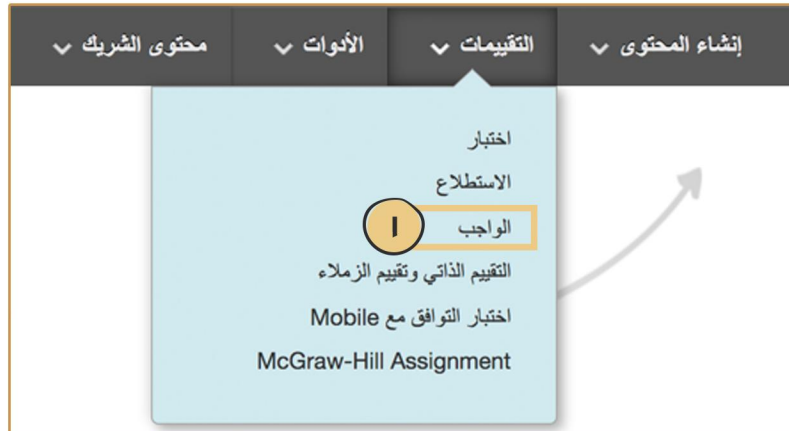 إنشاء المحتوى التقييمات الأدوات محتوى الشريك
اختبار
الاستطلاع
الواجب ١
التقييم الذاتي وتقييم الزملاء
اختبار التوافق مع Mobile
McGraw-Hill Assignment